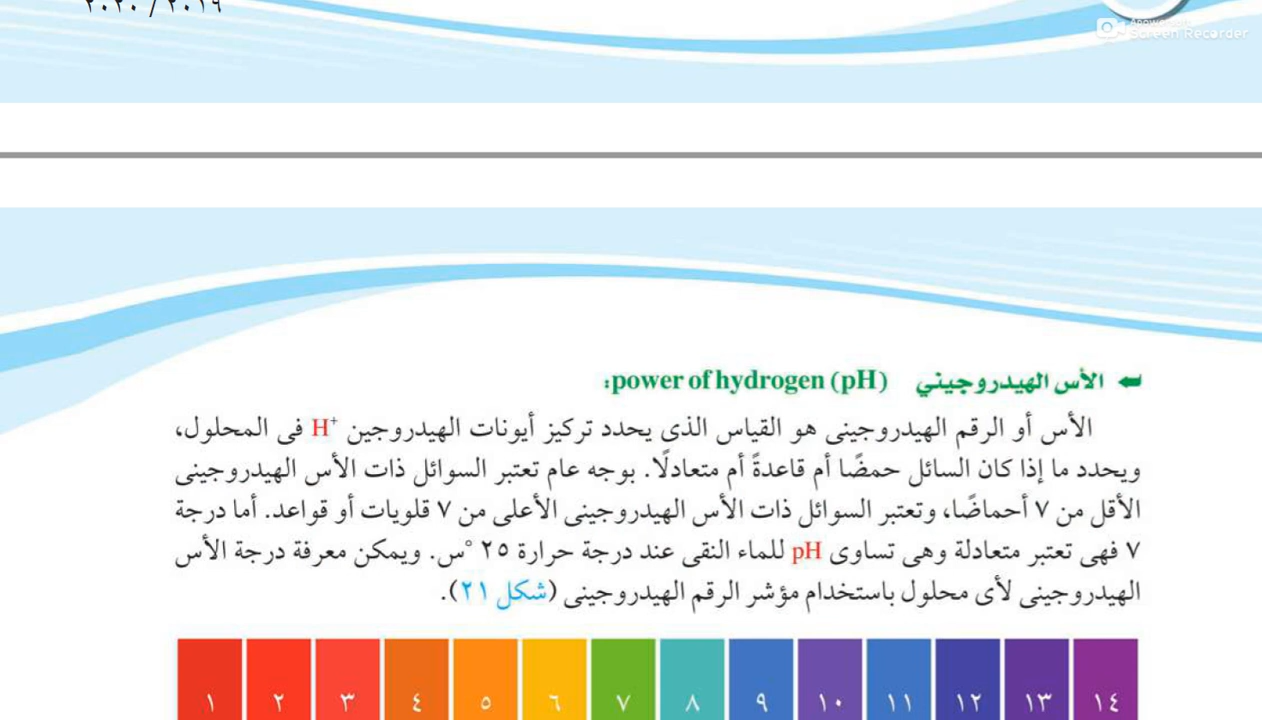 ٢٠١٩ / ٢٠٢٠
Screen Recorder
الأس الهيدروجيني power of hydrogen (pH):
الأس أو الرقم الهيدروجينى هو القياس الذى يحدد تركيز أيونات الهيدروجين H⁺ فى المحلول،
ويحدد ما إذا كان السائل حمضًا أم قاعدةً أم متعادلًا. بوجه عام تعتبر السوائل ذات الأس الهيدروجينى
الأقل من ٧ أحماضًا، وتعتبر السوائل ذات الأس الهيدروجينى الأعلى من ٧ قلويات أو قواعد. أما درجة
٧ فهى تعتبر متعادلة وهى تساوى pH للماء النقى عند درجة حرارة ٢٥ °س. ويمكن معرفة درجة الأس
الهيدروجينى لأى محلول باستخدام مؤشر الرقم الهيدروجينى (شكل ٢١).
١ ٢ ٣ ٤ ٥ ٦ ٧ ٨ ٩ ١٠ ١١ ١٢ ١٣ ١٤